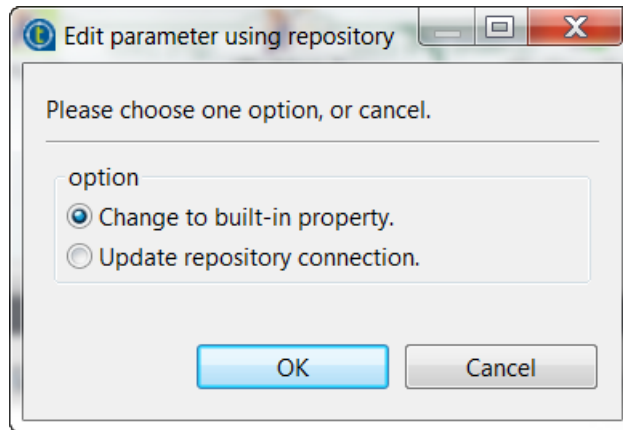 Edit parameter using repository
Please choose one option, or cancel.
option
Change to built-in property.
Update repository connection.
OK
Cancel